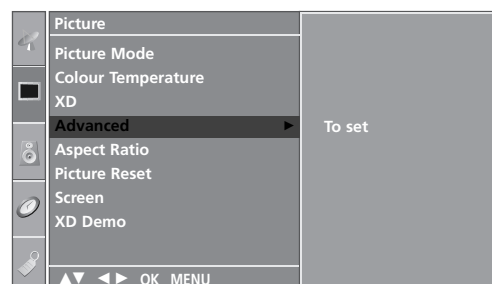 Picture
Picture Mode
Colour Temperature
XD
Advanced ► To set
Aspect Ratio
Picture Reset
Screen
XD Demo
▲▼ ◄► OK MENU